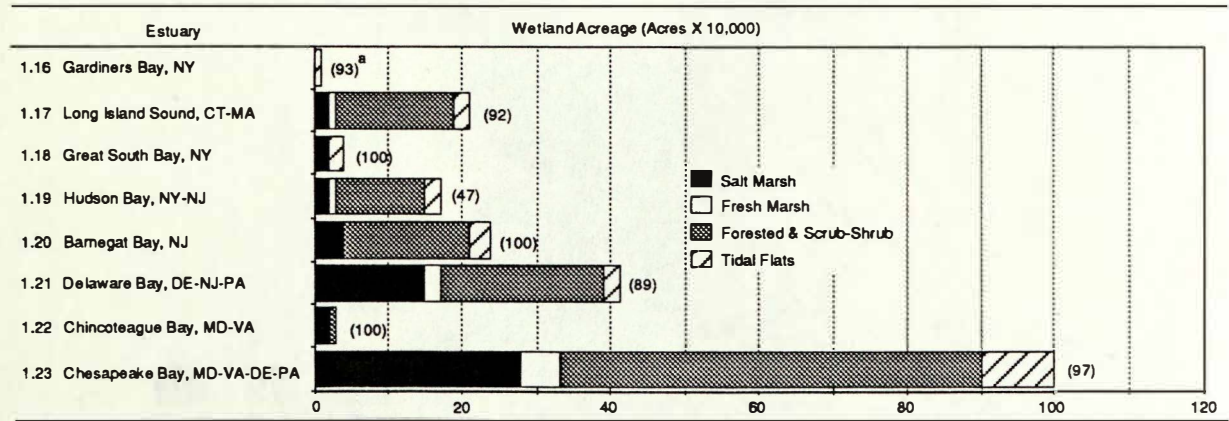 Estuary Wetland Acreage (Acres X 10,000)
1.16 Gardiners Bay, NY (93)a
1.17 Long Island Sound, CT-MA (92)
1.18 Great South Bay, NY (100)
1.19 Hudson Bay, NY-NJ (47)
1.20 Barnegat Bay, NJ (100)
1.21 Delaware Bay, DE-NJ-PA (89)
1.22 Chincoteague Bay, MD-VA (100)
1.23 Chesapeake Bay, MD-VA-DE-PA (97)
Salt Marsh
Fresh Marsh
Forested & Scrub-Shrub
Tidal Flats
0 20 40 60 80 100 120